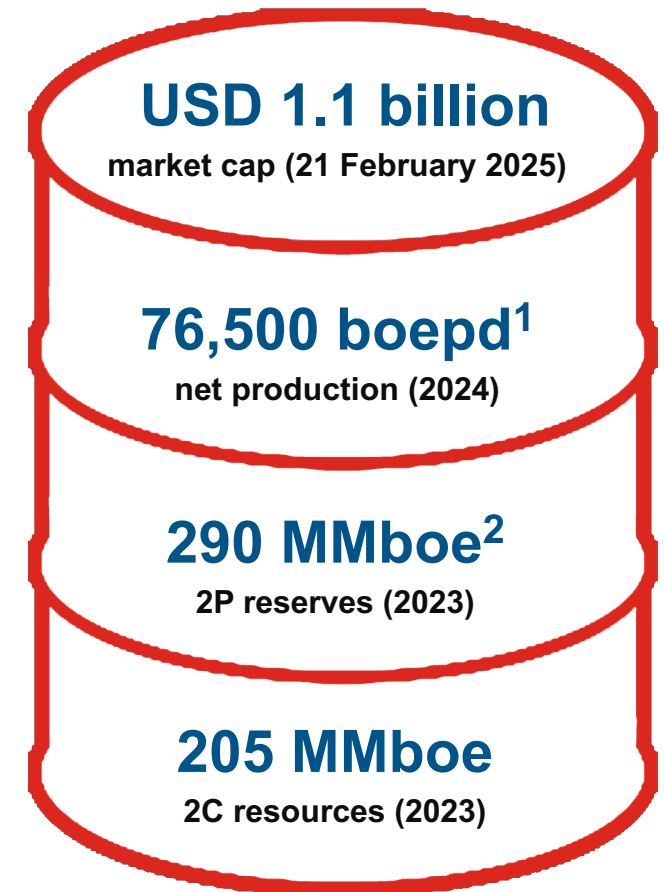 USD 1.1 billion
market cap (21 February 2025)
76,500 boepd¹
net production (2024)
290 MMboe²
2P reserves (2023)
205 MMboe
2C resources (2023)